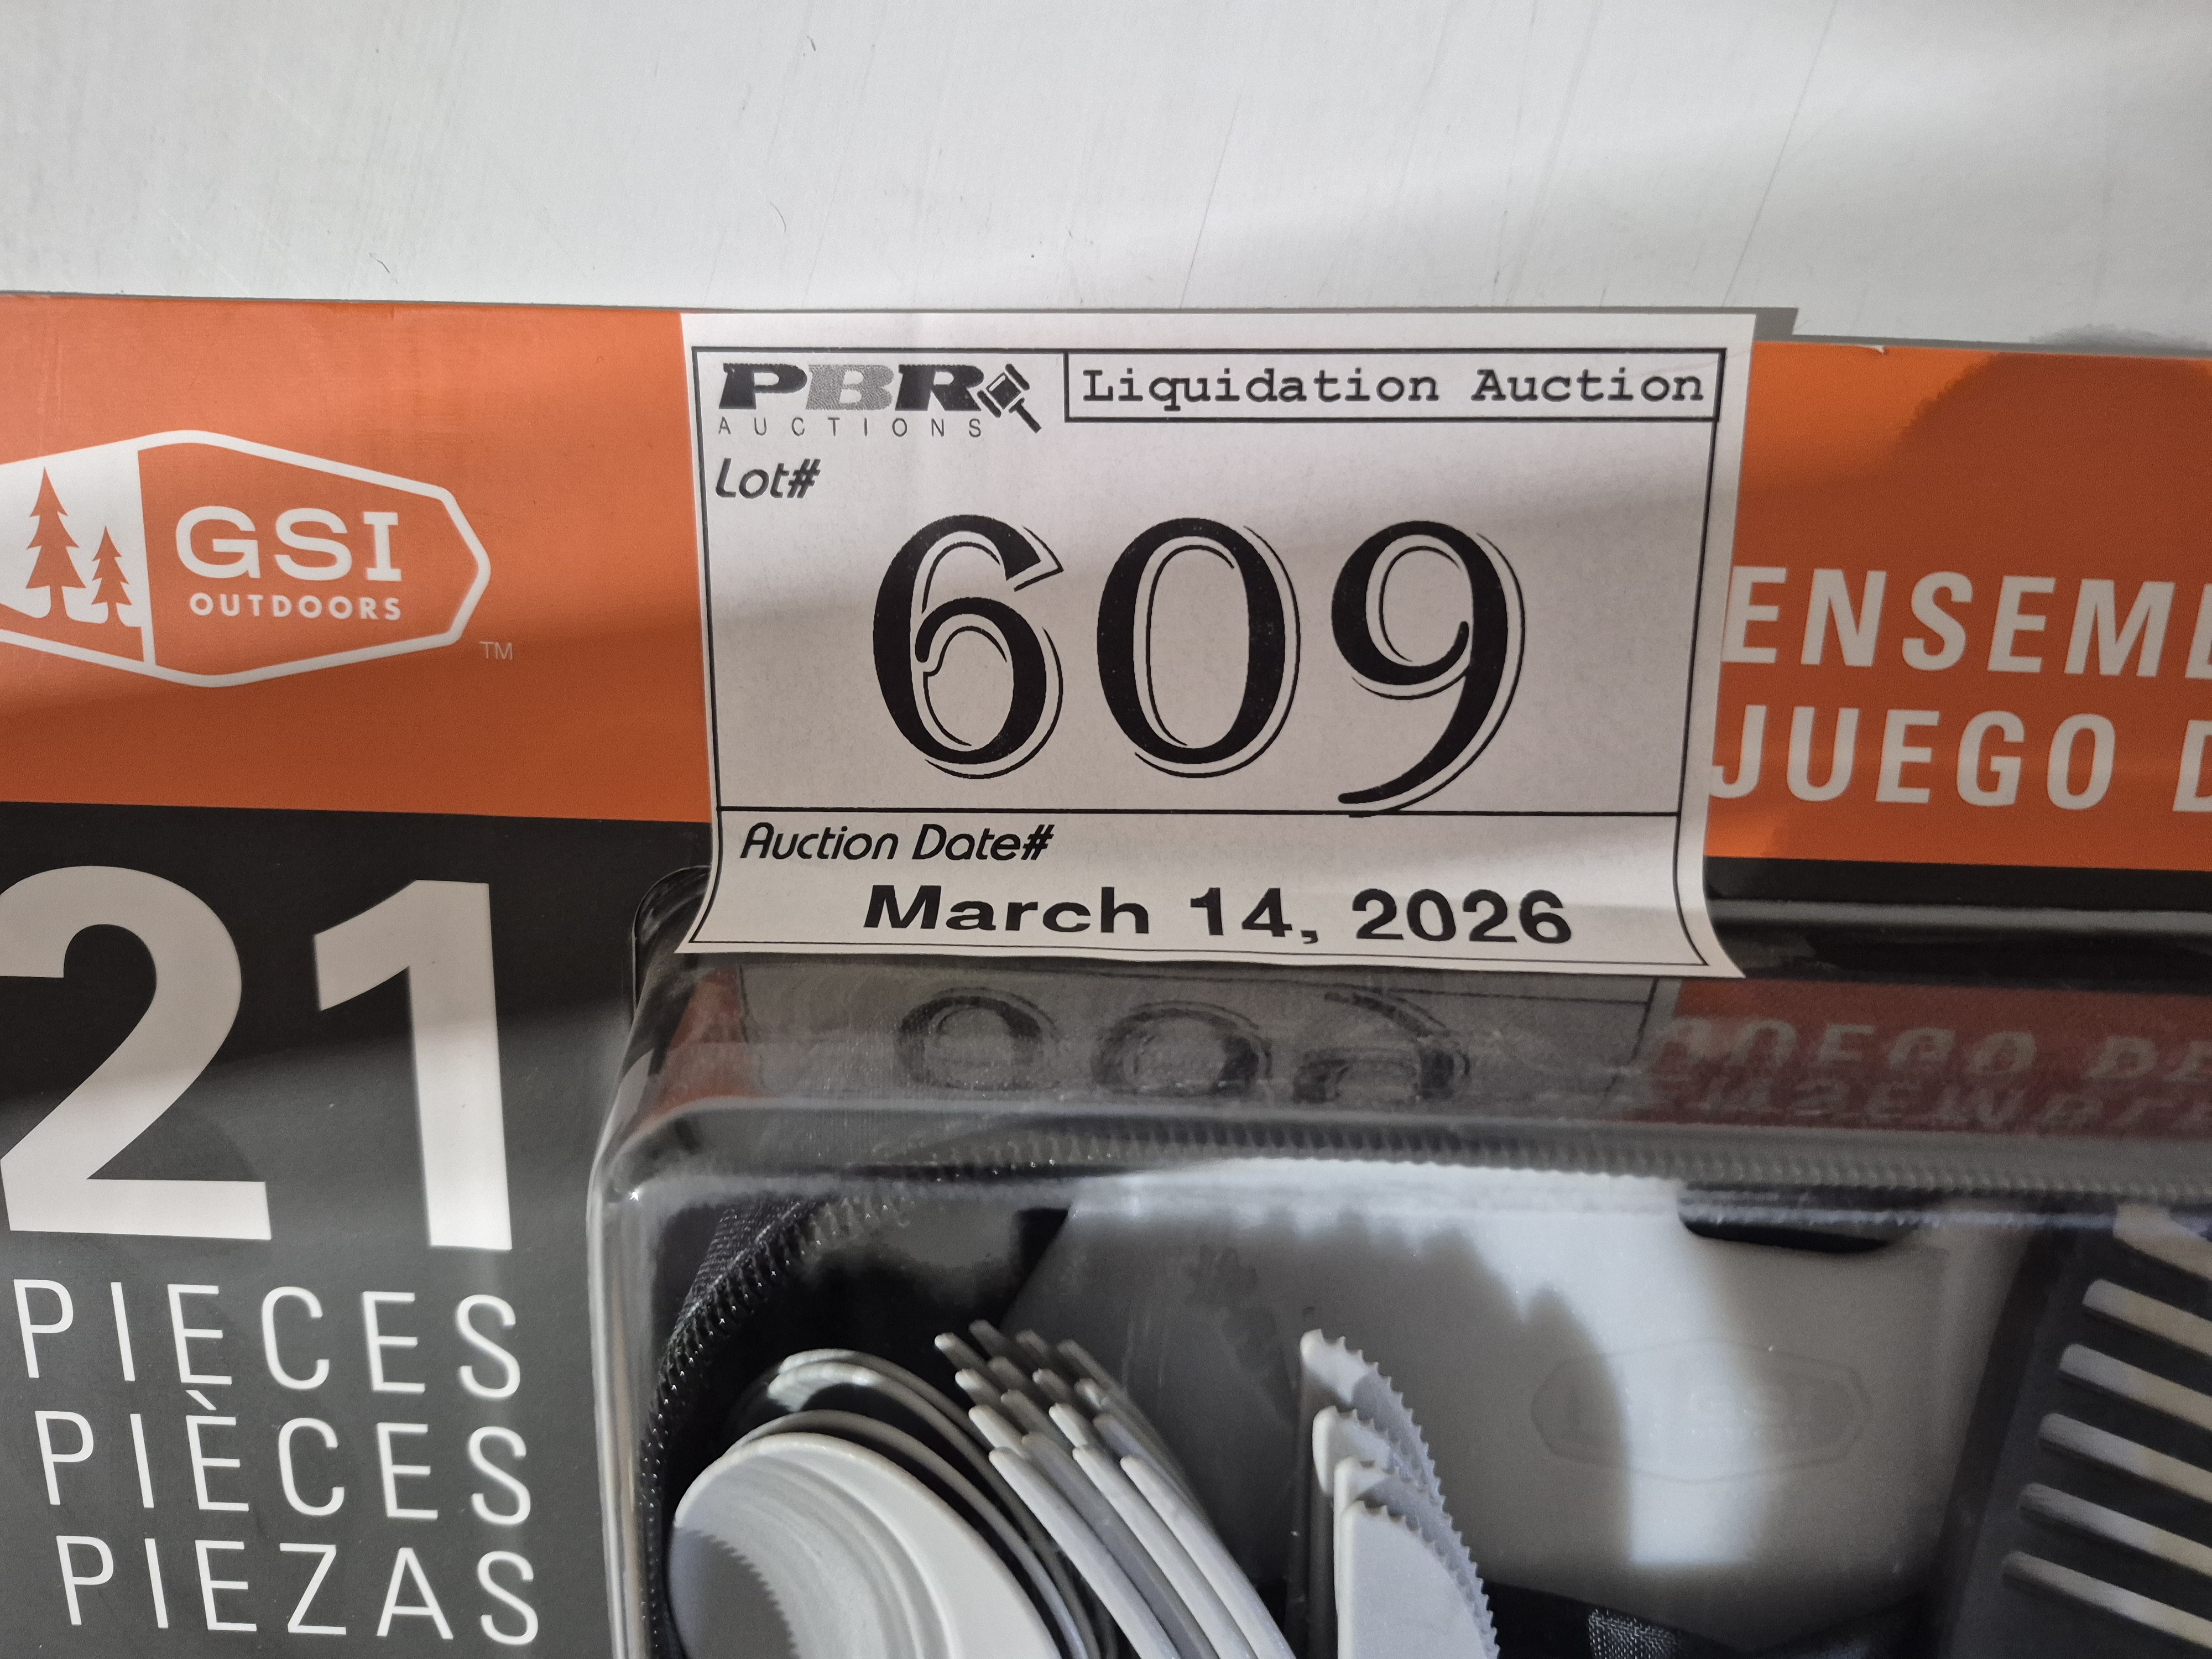 PBR
AUCTIONS
Liquidation Auction
Lot#
609
Auction Date#
March 14, 2026
GSI
OUTDOORS
TM
JUEGO
21
PIECES
PIÈCES
PIEZAS